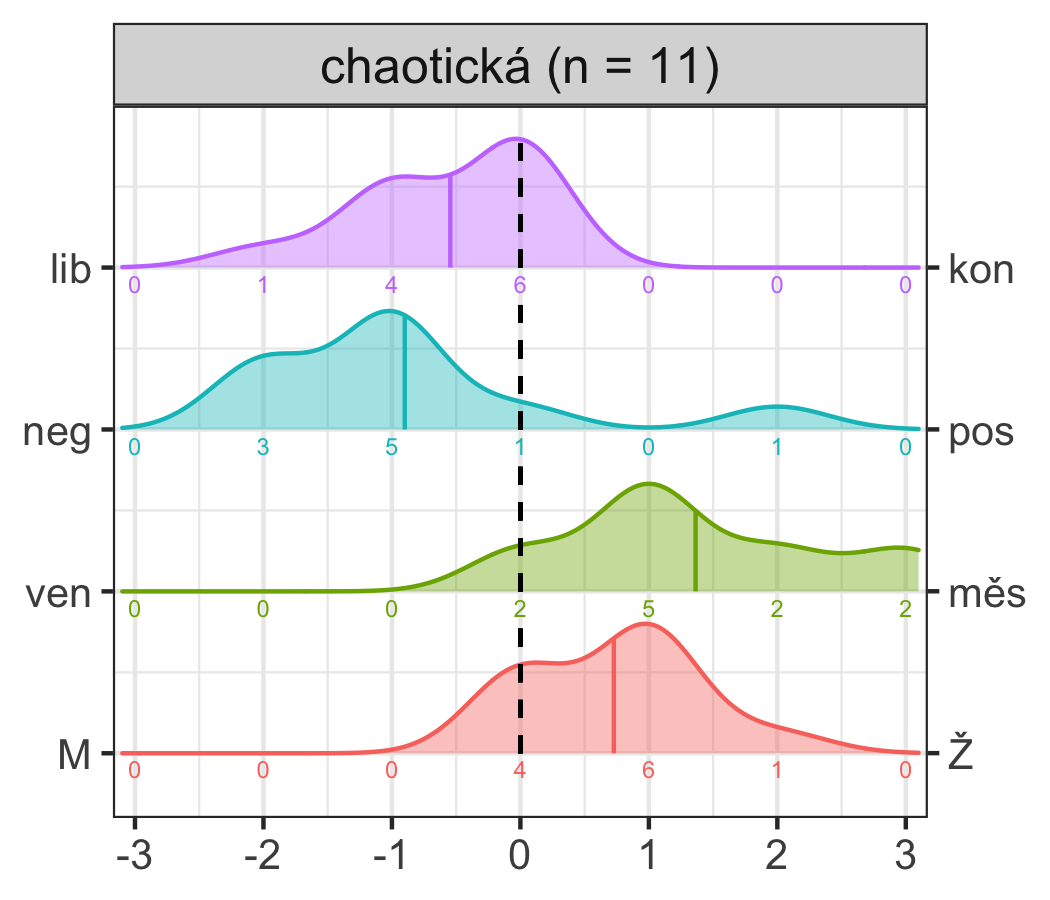 chaotická (n = 11)
lib kon
0 1 4 6 0 0 0
neg pos
0 3 5 1 0 1 0
ven měs
0 0 0 2 5 2 2
M Ž
0 0 0 4 6 1 0
-3 -2 -1 0 1 2 3